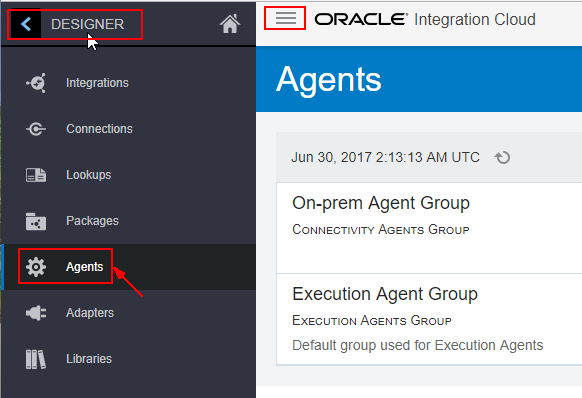 DESIGNER
Integrations
Connections
Lookups
Packages
Agents
Adapters
Libraries
ORACLE® Integration Cloud
Agents
Jun 30, 2017 2:13:13 AM UTC
On-prem Agent Group
CONNECTIVITY AGENTS GROUP
Execution Agent Group
EXECUTION AGENTS GROUP
Default group used for Execution Agents